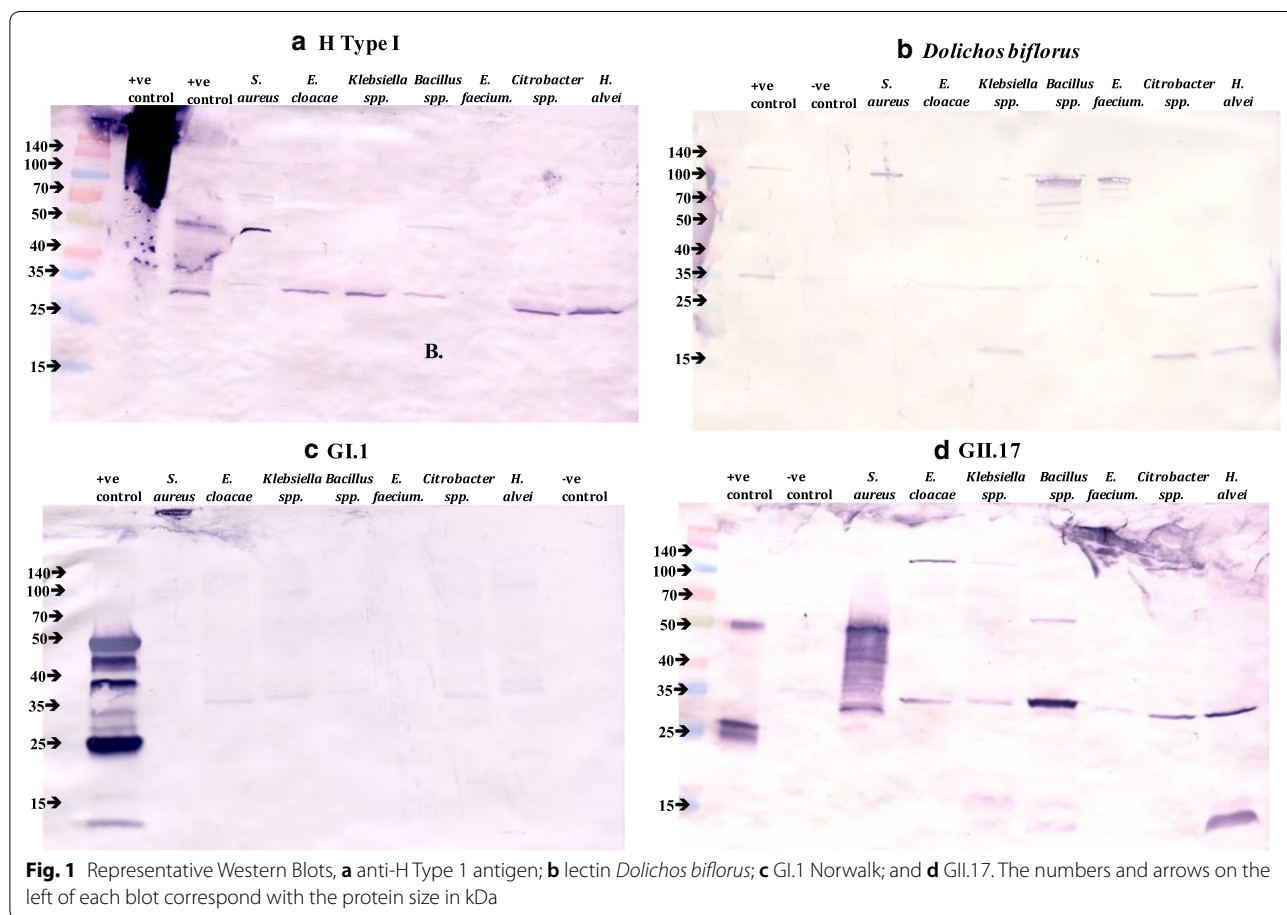 a H Type I
+ve +ve S. E. Klebsiella Bacillus E. Citrobacter H.
control control aureus cloacae spp. spp. faecium. spp. alvei
140
100
70
50
40
35
25
15
B.
b Dolichos biflorus
+ve -ve S. E. Klebsiella Bacillus E. Citrobacter H.
control control aureus cloacae spp. spp. faecium. spp. alvei
140
100
70
50
40
35
25
15
c GI.1
+ve S. E. Klebsiella Bacillus E. Citrobacter H. -ve
control aureus cloacae spp. spp. faecium. spp. alvei control
140
100
70
50
40
35
25
15
d GII.17
+ve -ve S. E. Klebsiella Bacillus E. Citrobacter H.
control control aureus cloacae spp. spp. faecium. spp. alvei
140
100
70
50
40
35
25
15
Fig. 1 Representative Western Blots, a anti-H Type 1 antigen; b lectin Dolichos biflorus; c GI.1 Norwalk; and d GII.17. The numbers and arrows on the
left of each blot correspond with the protein size in kDa